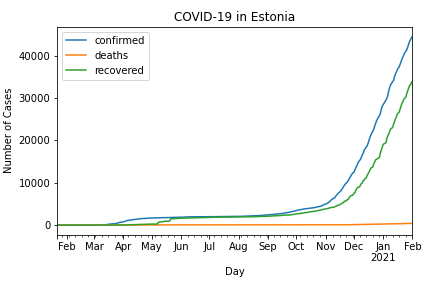 COVID-19 in Estonia
confirmed
deaths
recovered
Number of Cases
40000
30000
20000
10000
0
Feb Mar Apr May Jun Jul Aug Sep Oct Nov Dec Jan Feb
2021
Day